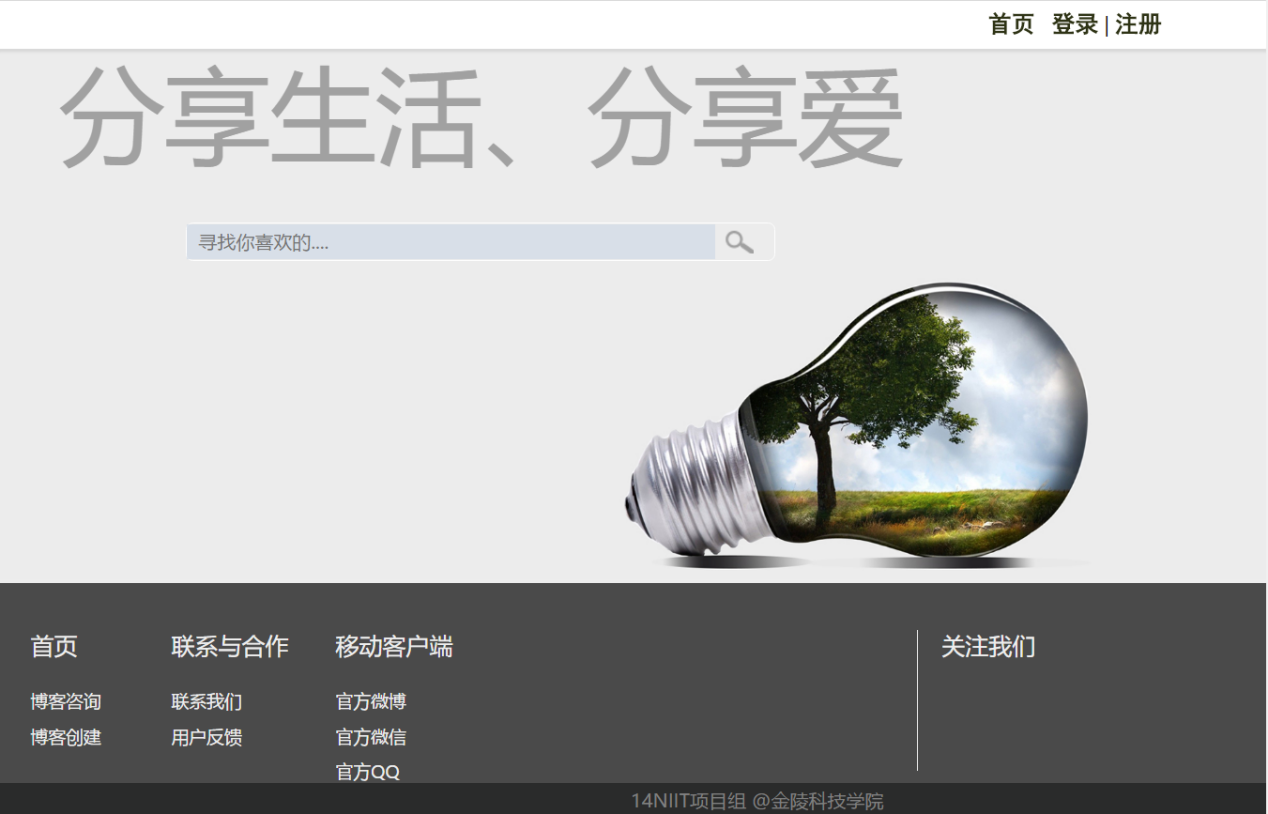 首页 登录 | 注册
分享生活、分享爱
寻找你喜欢的....
首页 联系与合作 移动客户端 关注我们
博客咨询 联系我们 官方微博
博客创建 用户反馈 官方微信
官方QQ
14NIIT项目组 @金陵科技学院